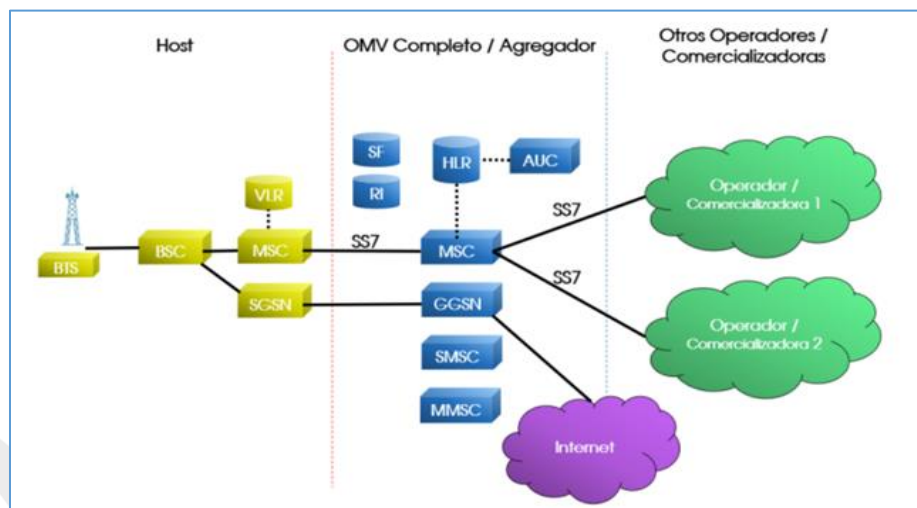 Host
OMV Completo / Agregador
Otros Operadores /
Comercializadoras
SF
HLR
AUC
RI
VLR
BTS
BSC
MSC
SS7
MSC
SS7
SS7
Operador /
Comercializadora 1
SGSN
GGSN
SMSC
MMSC
Operador /
Comercializadora 2
Internet